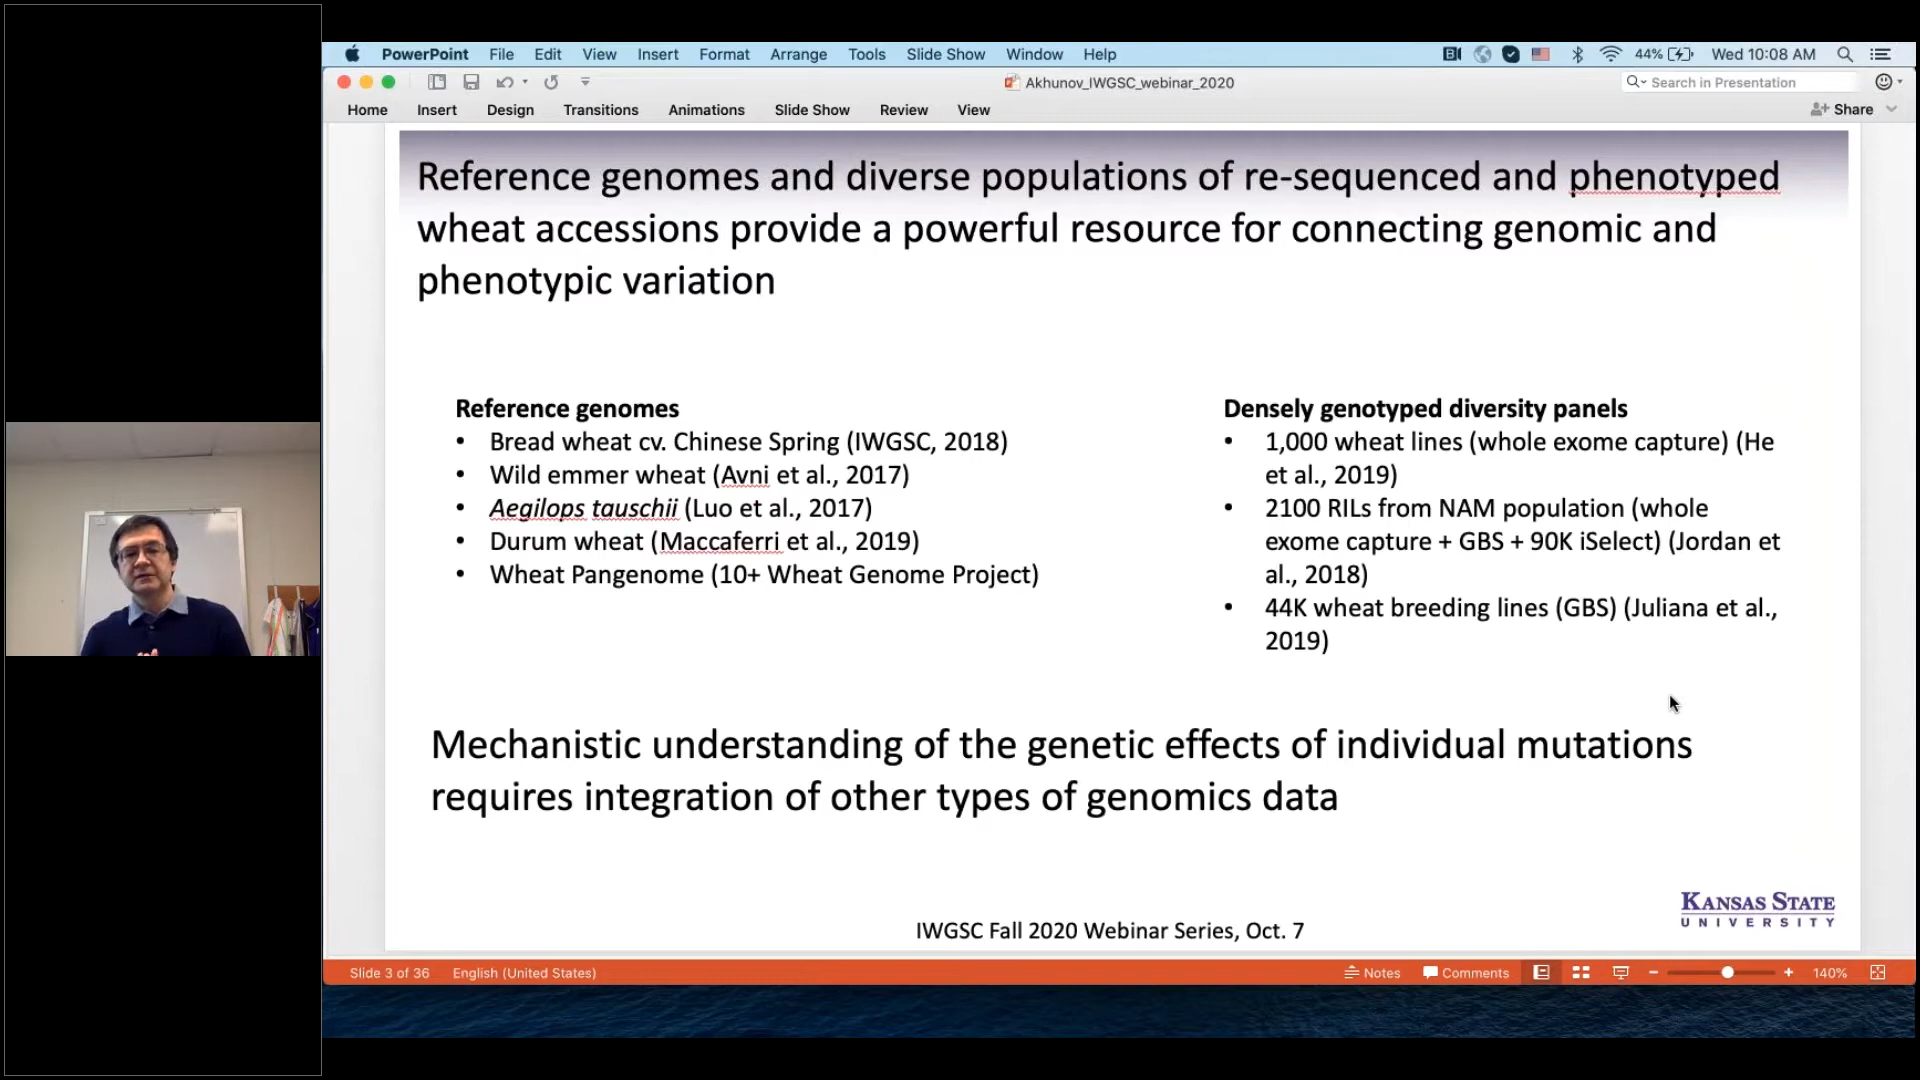 PowerPoint File Edit View Insert Format Arrange Tools Slide Show Window Help 44% Wed 10:08 AM
Akhunov_IWGSC_webinar_2020 Search in Presentation
Home Insert Design Transitions Animations Slide Show Review View Share
Reference genomes and diverse populations of re-sequenced and phenotyped
wheat accessions provide a powerful resource for connecting genomic and
phenotypic variation
Reference genomes
• Bread wheat cv. Chinese Spring (IWGSC, 2018)
• Wild emmer wheat (Avni et al., 2017)
• Aegilops tauschii (Luo et al., 2017)
• Durum wheat (Maccaferri et al., 2019)
• Wheat Pangenome (10+ Wheat Genome Project)
Densely genotyped diversity panels
• 1,000 wheat lines (whole exome capture) (He
et al., 2019)
• 2100 RILs from NAM population (whole
exome capture + GBS + 90K iSelect) (Jordan et
al., 2018)
• 44K wheat breeding lines (GBS) (Juliana et al.,
2019)
Mechanistic understanding of the genetic effects of individual mutations
requires integration of other types of genomics data
KANSAS STATE
UNIVERSITY
IWGSC Fall 2020 Webinar Series, Oct. 7
Slide 3 of 36 English (United States) Notes Comments 140%